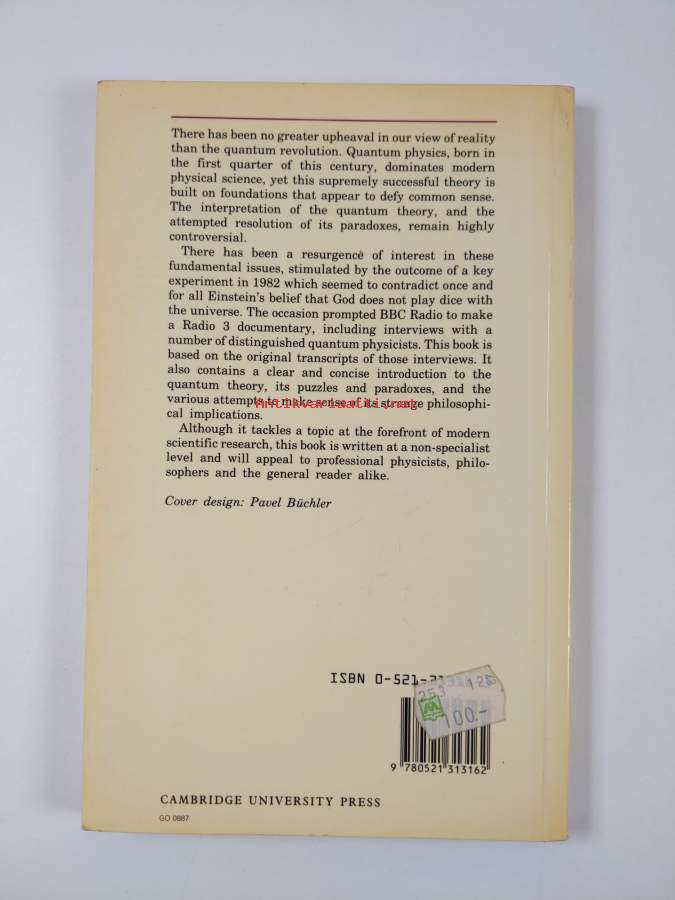 There has been no greater upheaval in our view of reality
than the quantum revolution. Quantum physics, born in
the first quarter of this century, dominates modern
physical science, yet this supremely successful theory is
built on foundations that appear to defy common sense.
The interpretation of the quantum theory, and the
attempted resolution of its paradoxes, remain highly
controversial.
There has been a resurgence of interest in these
fundamental issues, stimulated by the outcome of a key
experiment in 1982 which seemed to contradict once and
for all Einstein's belief that God does not play dice with
the universe. The occasion prompted BBC Radio to make
a Radio 3 documentary, including interviews with a
number of distinguished quantum physicists. This book is
based on the original transcripts of those interviews. It
also contains a clear and concise introduction to the
quantum theory, its puzzles and paradoxes, and the
various attempts to make sense of its strange philosophi-
cal implications.
Antikvariaatti.net
Although it tackles a topic at the forefront of modern
scientific research, this book is written at a non-specialist
level and will appeal to professional physicists, philo-
sophers and the general reader alike.
Cover design: Pavel Büchler
ISBN 0-521-
253
100.-
9 780521 313162
CAMBRIDGE UNIVERSITY PRESS
GO 0887